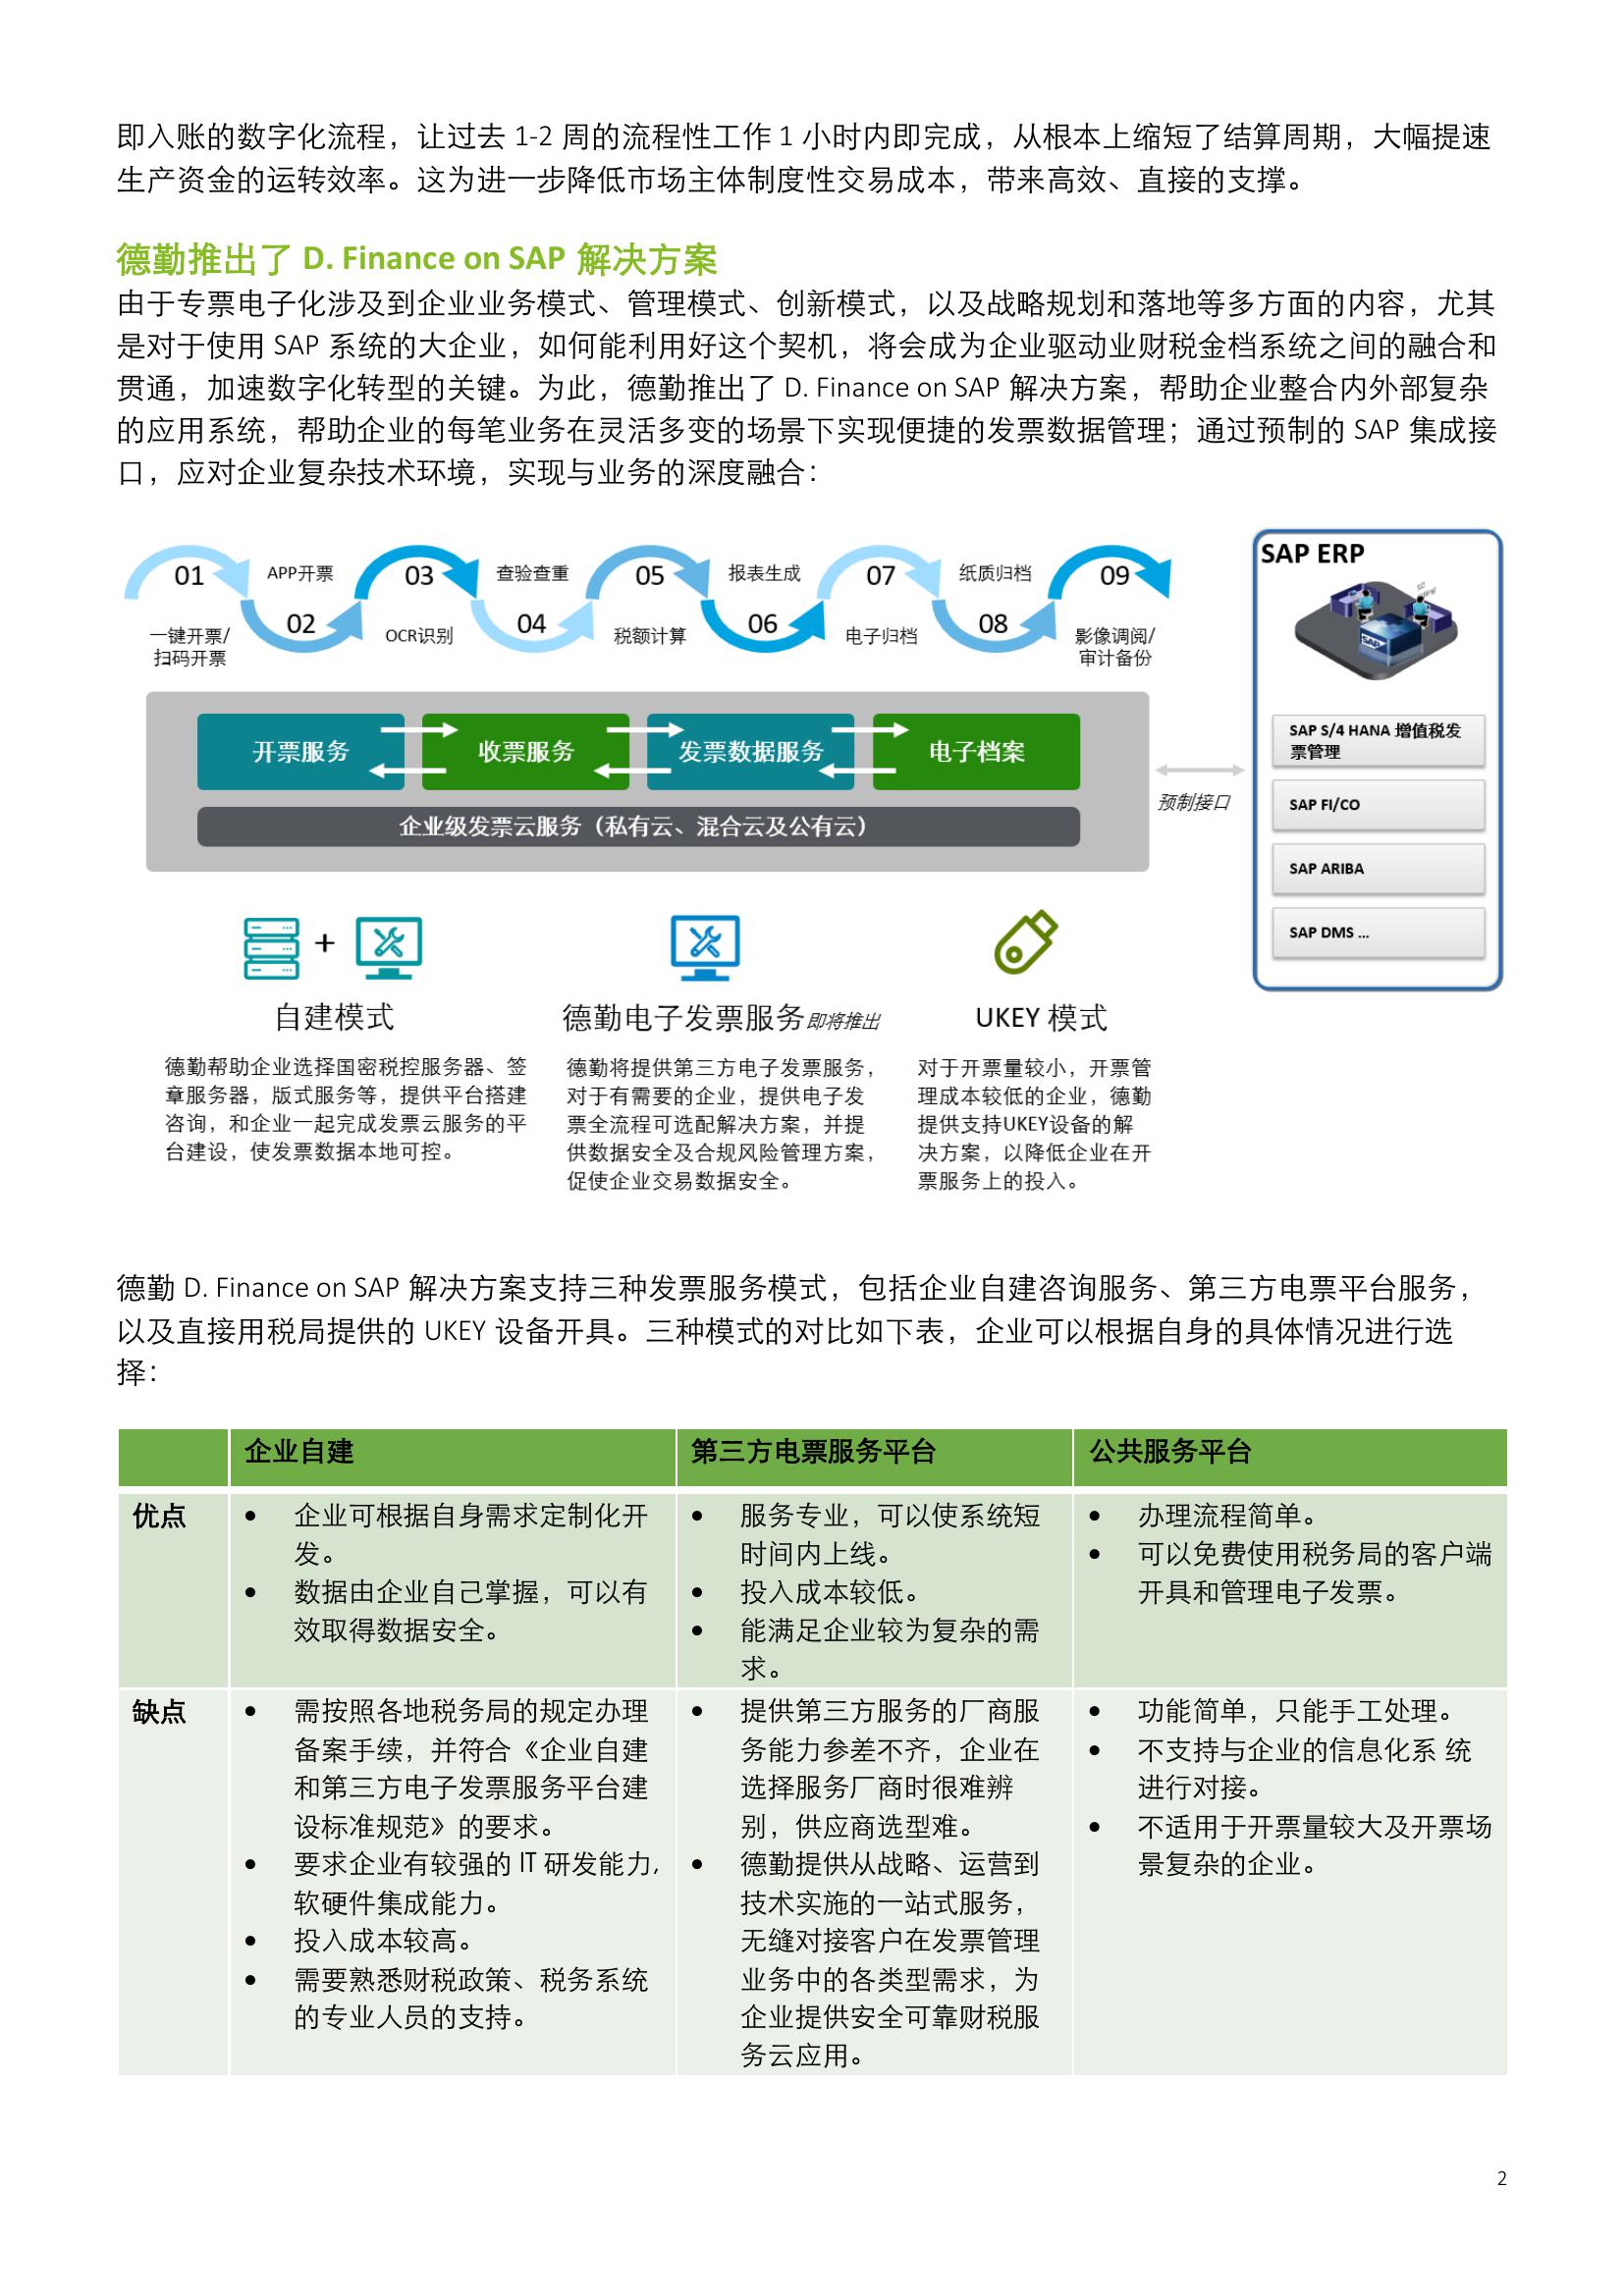 即入账的数字化流程，让过去 1-2 周的流程性工作 1 小时内即完成，从根本上缩短了结算周期，大幅提速
生产资金的运转效率。这为进一步降低市场主体制度性交易成本，带来高效、直接的支撑。
德勤推出了 D. Finance on SAP 解决方案
由于专票电子化涉及到企业业务模式、管理模式、创新模式，以及战略规划和落地等多方面的内容，尤其
是对于使用 SAP 系统的大企业，如何能利用好这个契机，将会成为企业驱动业财税金档系统之间的融合和
贯通，加速数字化转型的关键。为此，德勤推出了 D. Finance on SAP 解决方案，帮助企业整合内外部复杂
的应用系统，帮助企业的每笔业务在灵活多变的场景下实现便捷的发票数据管理；通过预制的 SAP 集成接
口，应对企业复杂技术环境，实现与业务的深度融合：
01
一键开票/
扫码开票
APP开票
02
03
OCR识别
查验查重
04
05
税额计算
报表生成
06
07
电子归档
纸质归档
08
09
影像调阅/
审计备份
开票服务
收票服务
发票数据服务
电子档案
企业级发票云服务（私有云、混合云及公有云）
预制接口
SAP ERP
SAP
SAP S/4 HANA 增值税发
票管理
SAP FI/CO
SAP ARIBA
SAP DMS ...
+
自建模式
德勤帮助企业选择国密税控服务器、签
章服务器，版式服务等，提供平台搭建
咨询，和企业一起完成发票云服务的平
台建设，使发票数据本地可控。
德勤电子发票服务 即将推出
德勤将提供第三方电子发票服务，
对于有需要的企业，提供电子发
票全流程可选配解决方案，并提
供数据安全及合规风险管理方案，
促使企业交易数据安全。
UKEY 模式
对于开票量较小，开票管
理成本较低的企业，德勤
提供支持UKEY设备的解
决方案，以降低企业在开
票服务上的投入。
德勤 D. Finance on SAP 解决方案支持三种发票服务模式，包括企业自建咨询服务、第三方电票平台服务，
以及直接用税局提供的 UKEY 设备开具。三种模式的对比如下表，企业可以根据自身的具体情况进行选
择：
企业自建
第三方电票服务平台
公共服务平台
优点
• 企业可根据自身需求定制化开
发。
• 数据由企业自己掌握，可以有
效取得数据安全。
• 服务专业，可以使系统短
时间内上线。
• 投入成本较低。
• 能满足企业较为复杂的需
求。
• 办理流程简单。
• 可以免费使用税务局的客户端
开具和管理电子发票。
缺点
• 需按照各地税务局的规定办理
备案手续，并符合《企业自建
和第三方电子发票服务平台建
设标准规范》的要求。
• 要求企业有较强的 IT 研发能力，
软硬件集成能力。
• 投入成本较高。
• 需要熟悉财税政策、税务系统
的专业人员的支持。
• 提供第三方服务的厂商服
务能力参差不齐，企业在
选择服务厂商时很难辨
别，供应商选型难。
• 德勤提供从战略、运营到
技术实施的一站式服务，
无缝对接客户在发票管理
业务中的各类型需求，为
企业提供安全可靠财税服
务云应用。
• 功能简单，只能手工处理。
• 不支持与企业的信息化系 统
进行对接。
• 不适用于开票量较大及开票场
景复杂的企业。
2